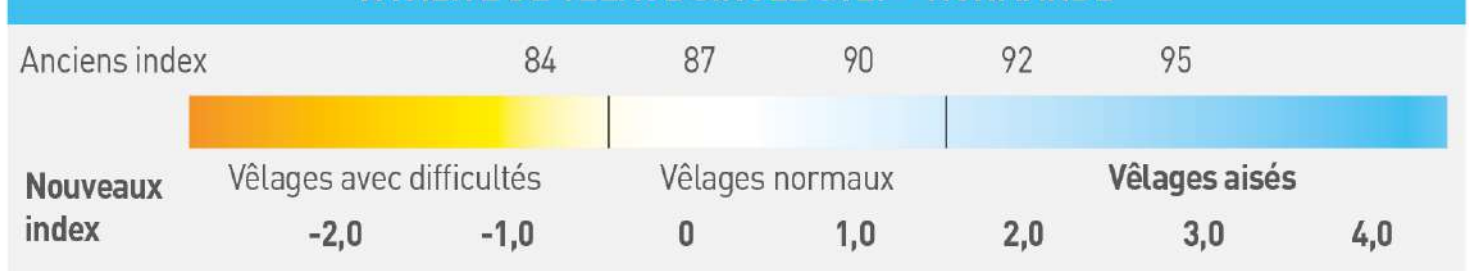 Anciens index 84 87 90 92 95
Vêlages avec difficultés Vêlages normaux Vêlages aisés
Nouveaux
index -2,0 -1,0 0 1,0 2,0 3,0 4,0